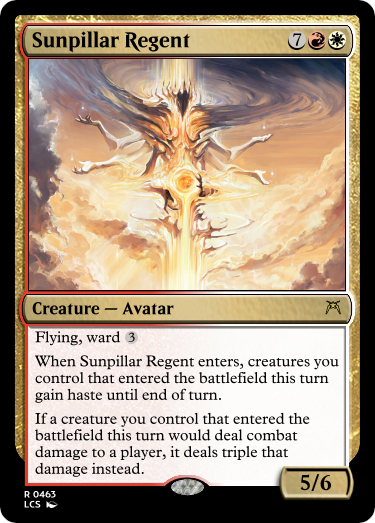 Sunpillar Regent 7
Creature — Avatar
Flying, ward 3
When Sunpillar Regent enters, creatures you
control that entered the battlefield this turn
gain haste until end of turn.
If a creature you control that entered the
battlefield this turn would deal combat
damage to a player, it deals triple that
damage instead.
5/6
R 0463
LCS